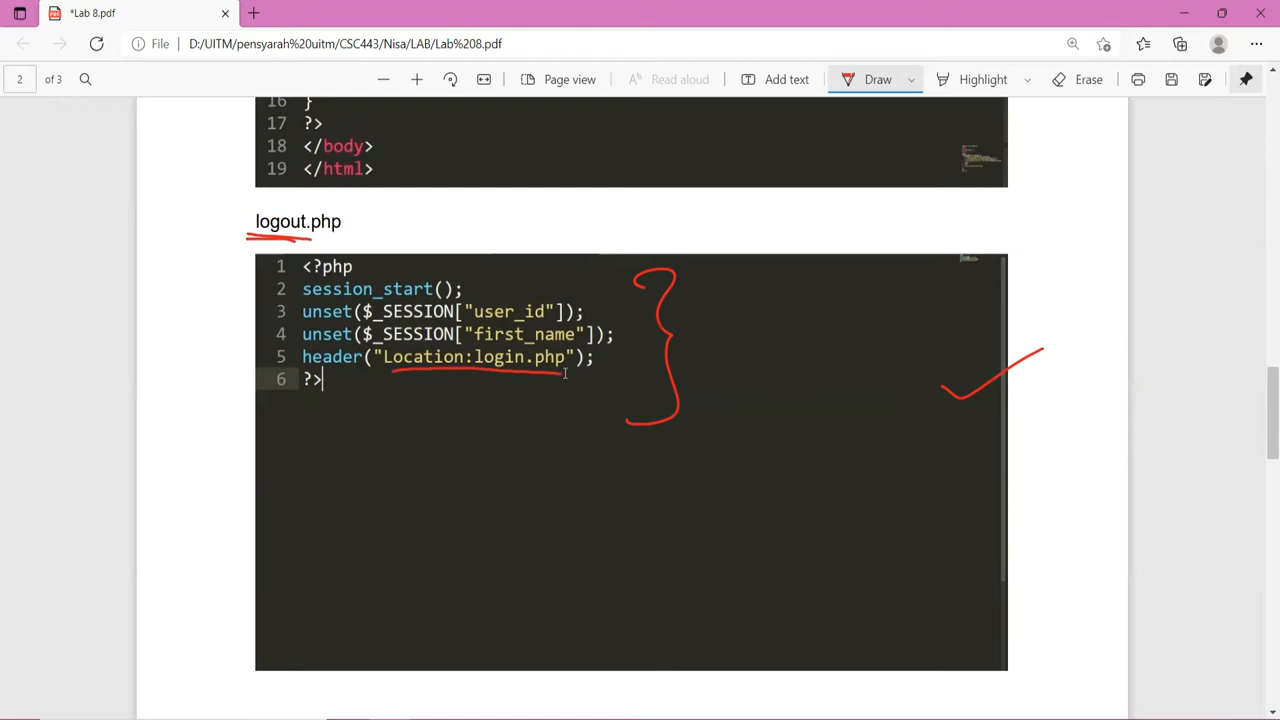 *Lab 8.pdf
File D:/UITM/pensyarah%20uitm/CSC443/Nisa/LAB/Lab%208.pdf
2 of 3 Page view Read aloud Add text Draw Highlight Erase
16 }
17 ?>
18 </body>
19 </html>
logout.php
1 <?php
2 session_start();
3 unset($_SESSION["user_id"]);
4 unset($_SESSION["first_name"]);
5 header("Location:login.php");
6 ?>